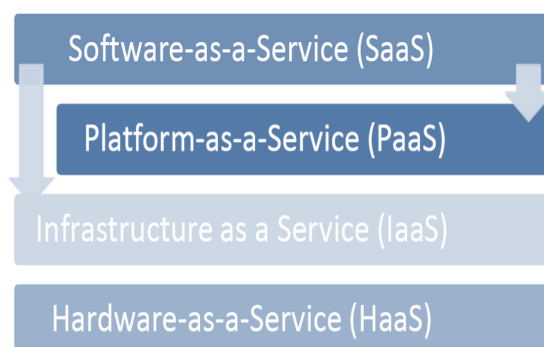 Software-as-a-Service (SaaS)
Platform-as-a-Service (PaaS)
Infrastructure as a Service (IaaS)
Hardware-as-a-Service (HaaS)